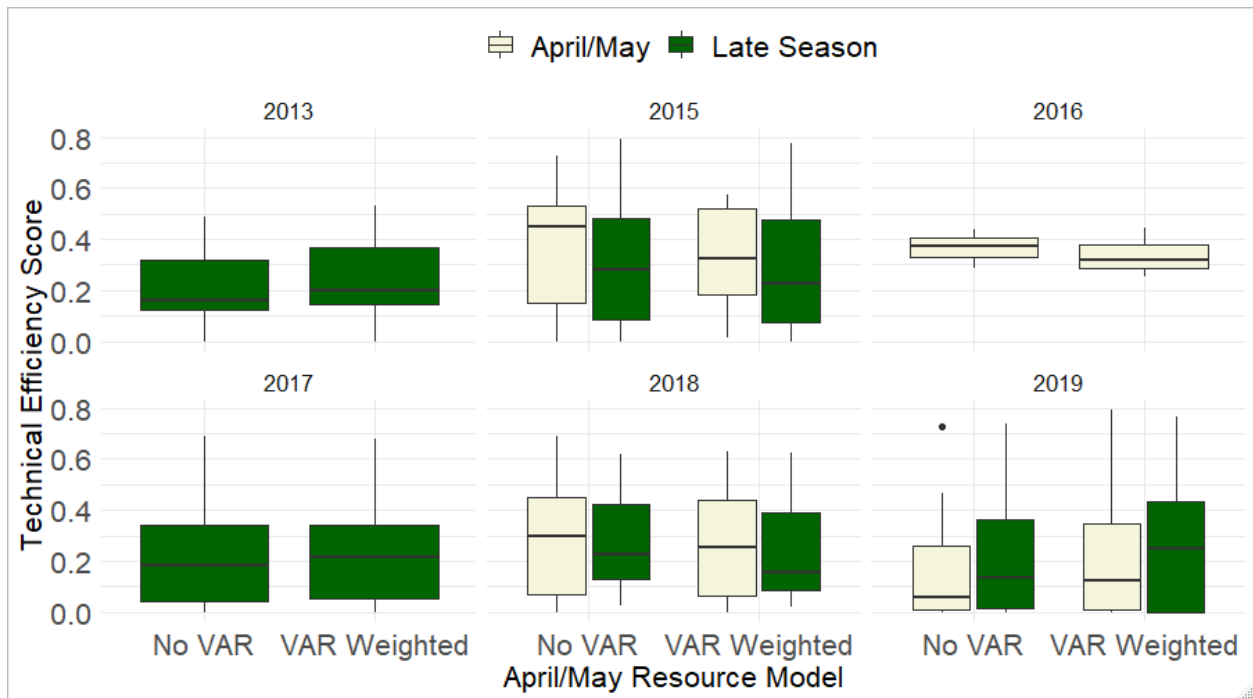 April/May Late Season
2013 2015 2016
0.8
0.6
0.4
0.2
0.0
Technical Efficiency Score
2017 2018 2019
0.8
0.6
0.4
0.2
0.0
No VAR VAR Weighted No VAR VAR Weighted No VAR VAR Weighted
April/May Resource Model